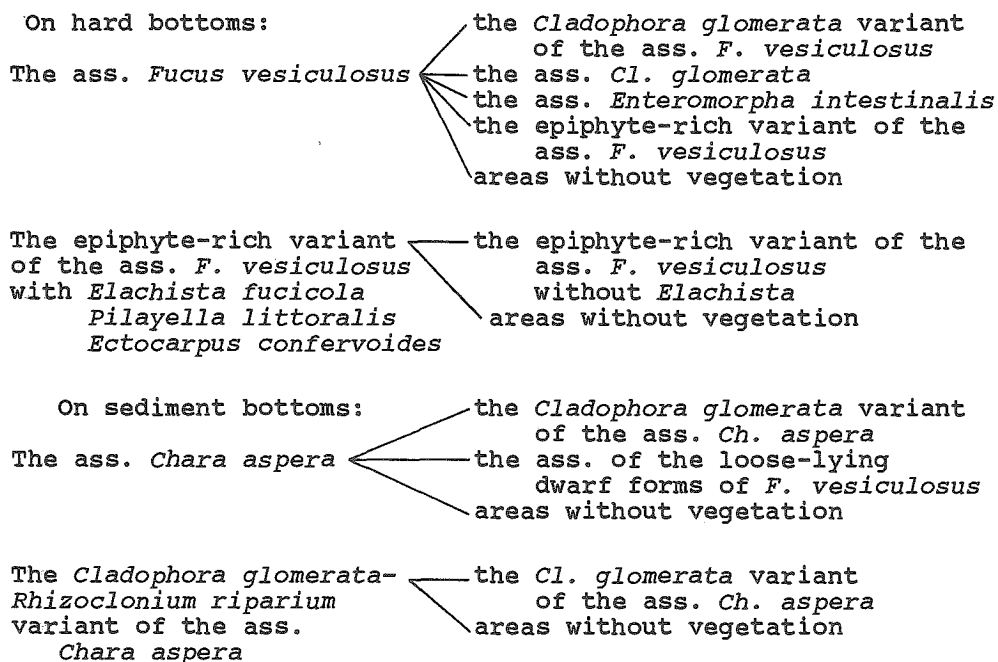 On hard bottoms:
The ass. Fucus vesiculosus
the Cladophora glomerata variant
of the ass. F. vesiculosus
the ass. Cl. glomerata
the ass. Enteromorpha intestinalis
the epiphyte-rich variant of the
ass. F. vesiculosus
areas without vegetation
The epiphyte-rich variant
of the ass. F. vesiculosus
with Elachista fucicola
Pilayella littoralis
Ectocarpus confervoides
the epiphyte-rich variant of the
ass. F. vesiculosus
without Elachista
areas without vegetation
On sediment bottoms:
The ass. Chara aspera
the Cladophora glomerata variant
of the ass. Ch. aspera
the ass. of the loose-lying
dwarf forms of F. vesiculosus
areas without vegetation
The Cladophora glomerata-
Rhizoclonium riparium
variant of the ass.
Chara aspera
the Cl. glomerata variant
of the ass. Ch. aspera
areas without vegetation